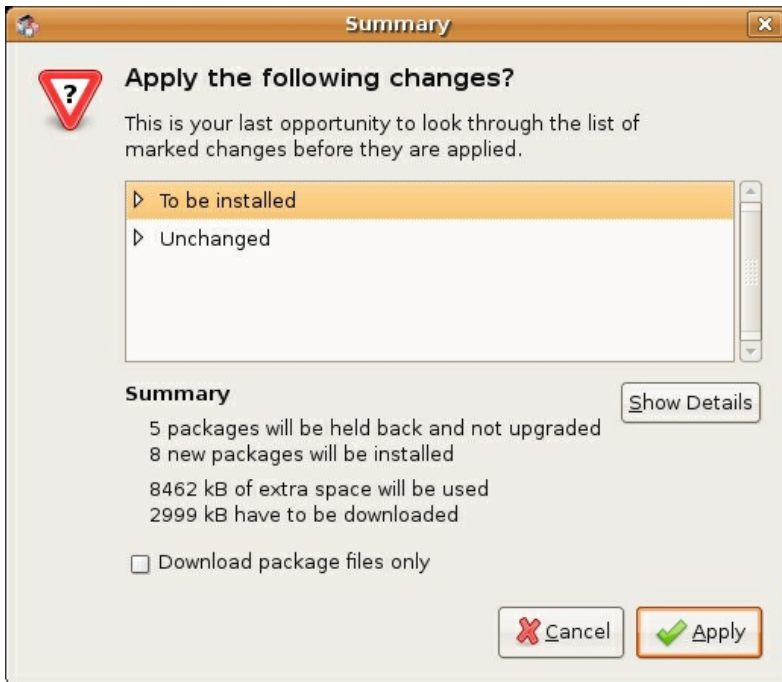 Summary
Apply the following changes?
This is your last opportunity to look through the list of
marked changes before they are applied.
To be installed
Unchanged
Summary
Show Details
5 packages will be held back and not upgraded
8 new packages will be installed
8462 kB of extra space will be used
2999 kB have to be downloaded
Download package files only
Cancel
Apply